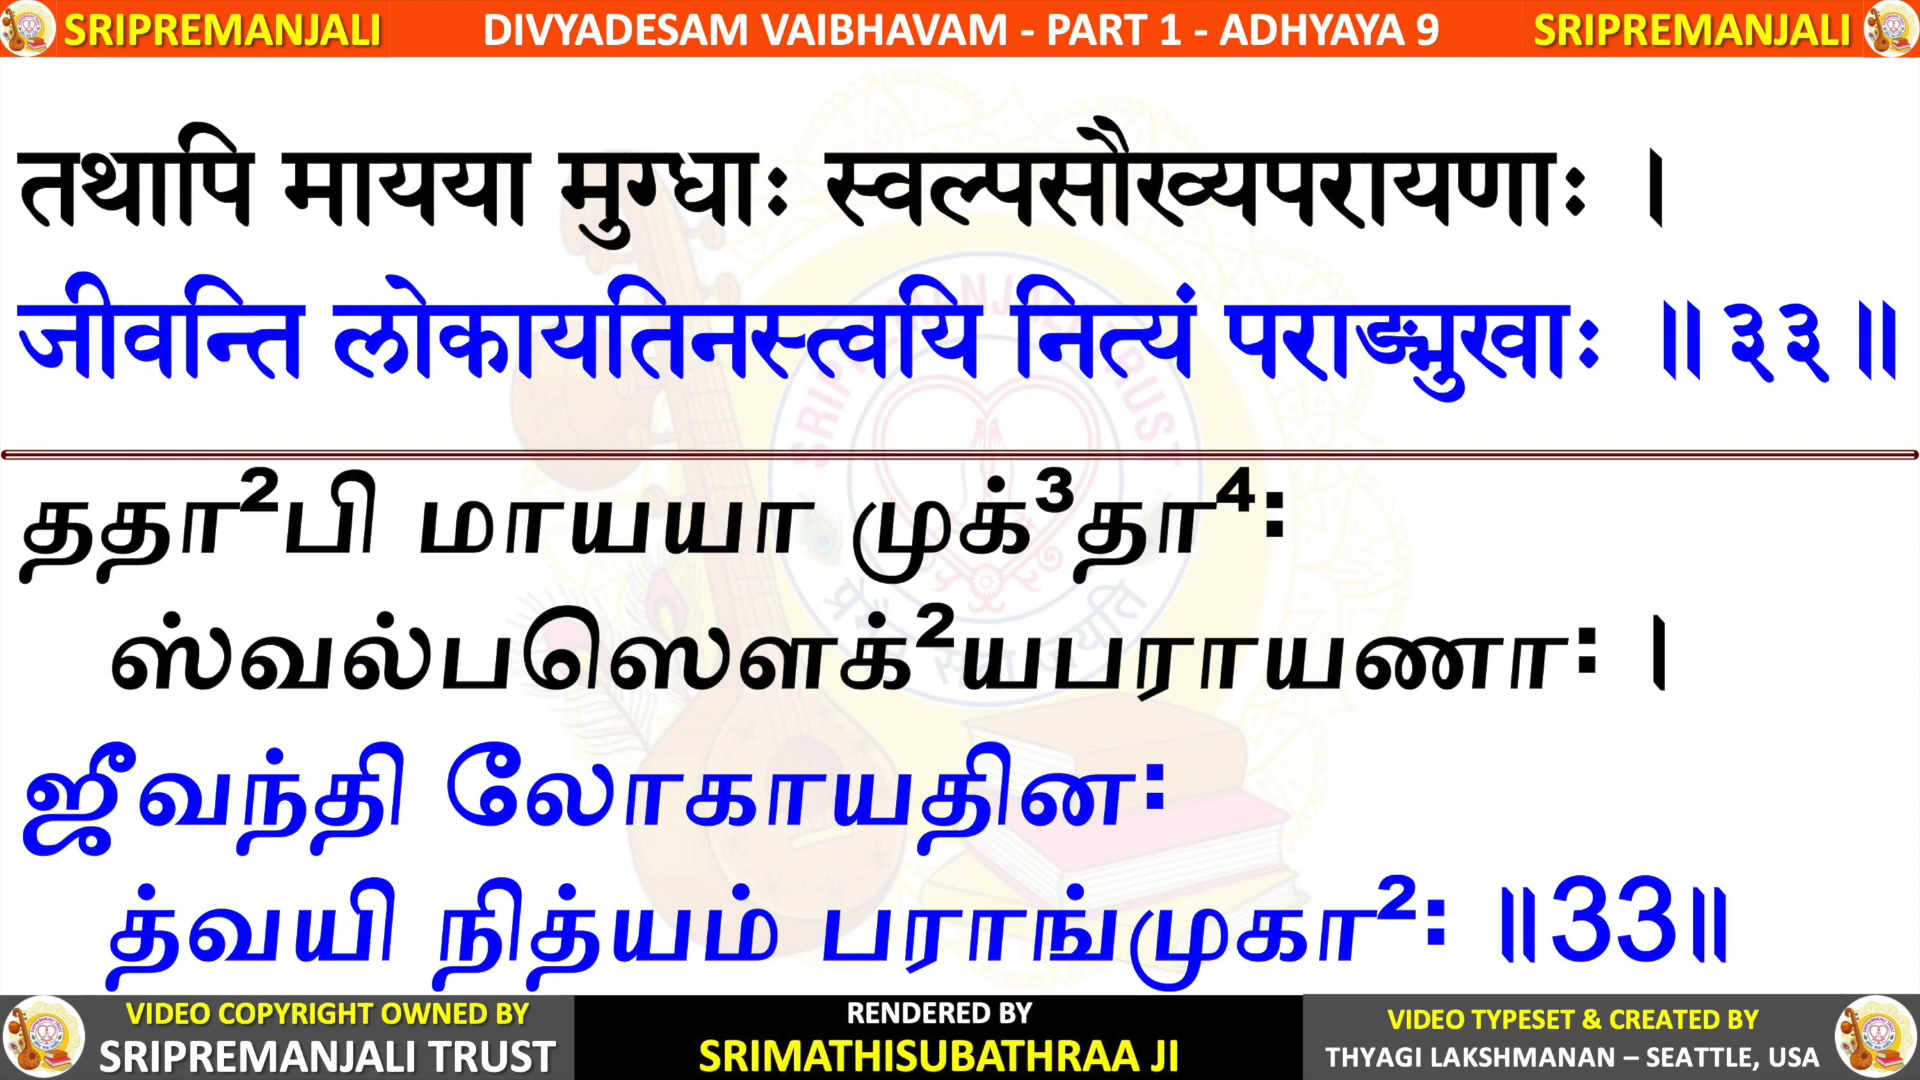 SRIPREMANJALI DIVYADESAM VAIBHAVAM - PART 1 - ADHYAYA 9 SRIPREMANJALI
तथापि मायया मुग्धाः स्वल्पसौख्यपरायणाः ।
जीवन्ति लोकायतिनस्त्वयि नित्यं पराङ्मुखाः ॥३३॥
ததா²பி மாயயா முக்³தா⁴:
ஸ்வல்பஸௌக்²யபராயணா: ।
ஜீவந்தி லோகாயதின:
த்வயி நித்யம் பராங்முகா²: ॥33॥
VIDEO COPYRIGHT OWNED BY
SRIPREMANJALI TRUST
RENDERED BY
SRIMATHISUBATHRAA JI
VIDEO TYPESET & CREATED BY
THYAGI LAKSHMANAN – SEATTLE, USA